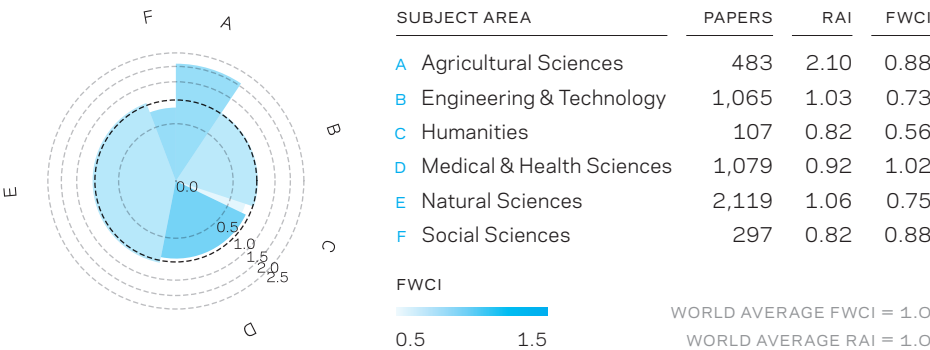 F
A
B
E
C
D
0.0
0.5
1.0
1.5
2.0
2.5
SUBJECT AREA PAPERS RAI FWCI
A Agricultural Sciences 483 2.10 0.88
B Engineering & Technology 1,065 1.03 0.73
C Humanities 107 0.82 0.56
D Medical & Health Sciences 1,079 0.92 1.02
E Natural Sciences 2,119 1.06 0.75
F Social Sciences 297 0.82 0.88
FWCI
0.5 1.5
WORLD AVERAGE FWCI = 1.0
WORLD AVERAGE RAI = 1.0